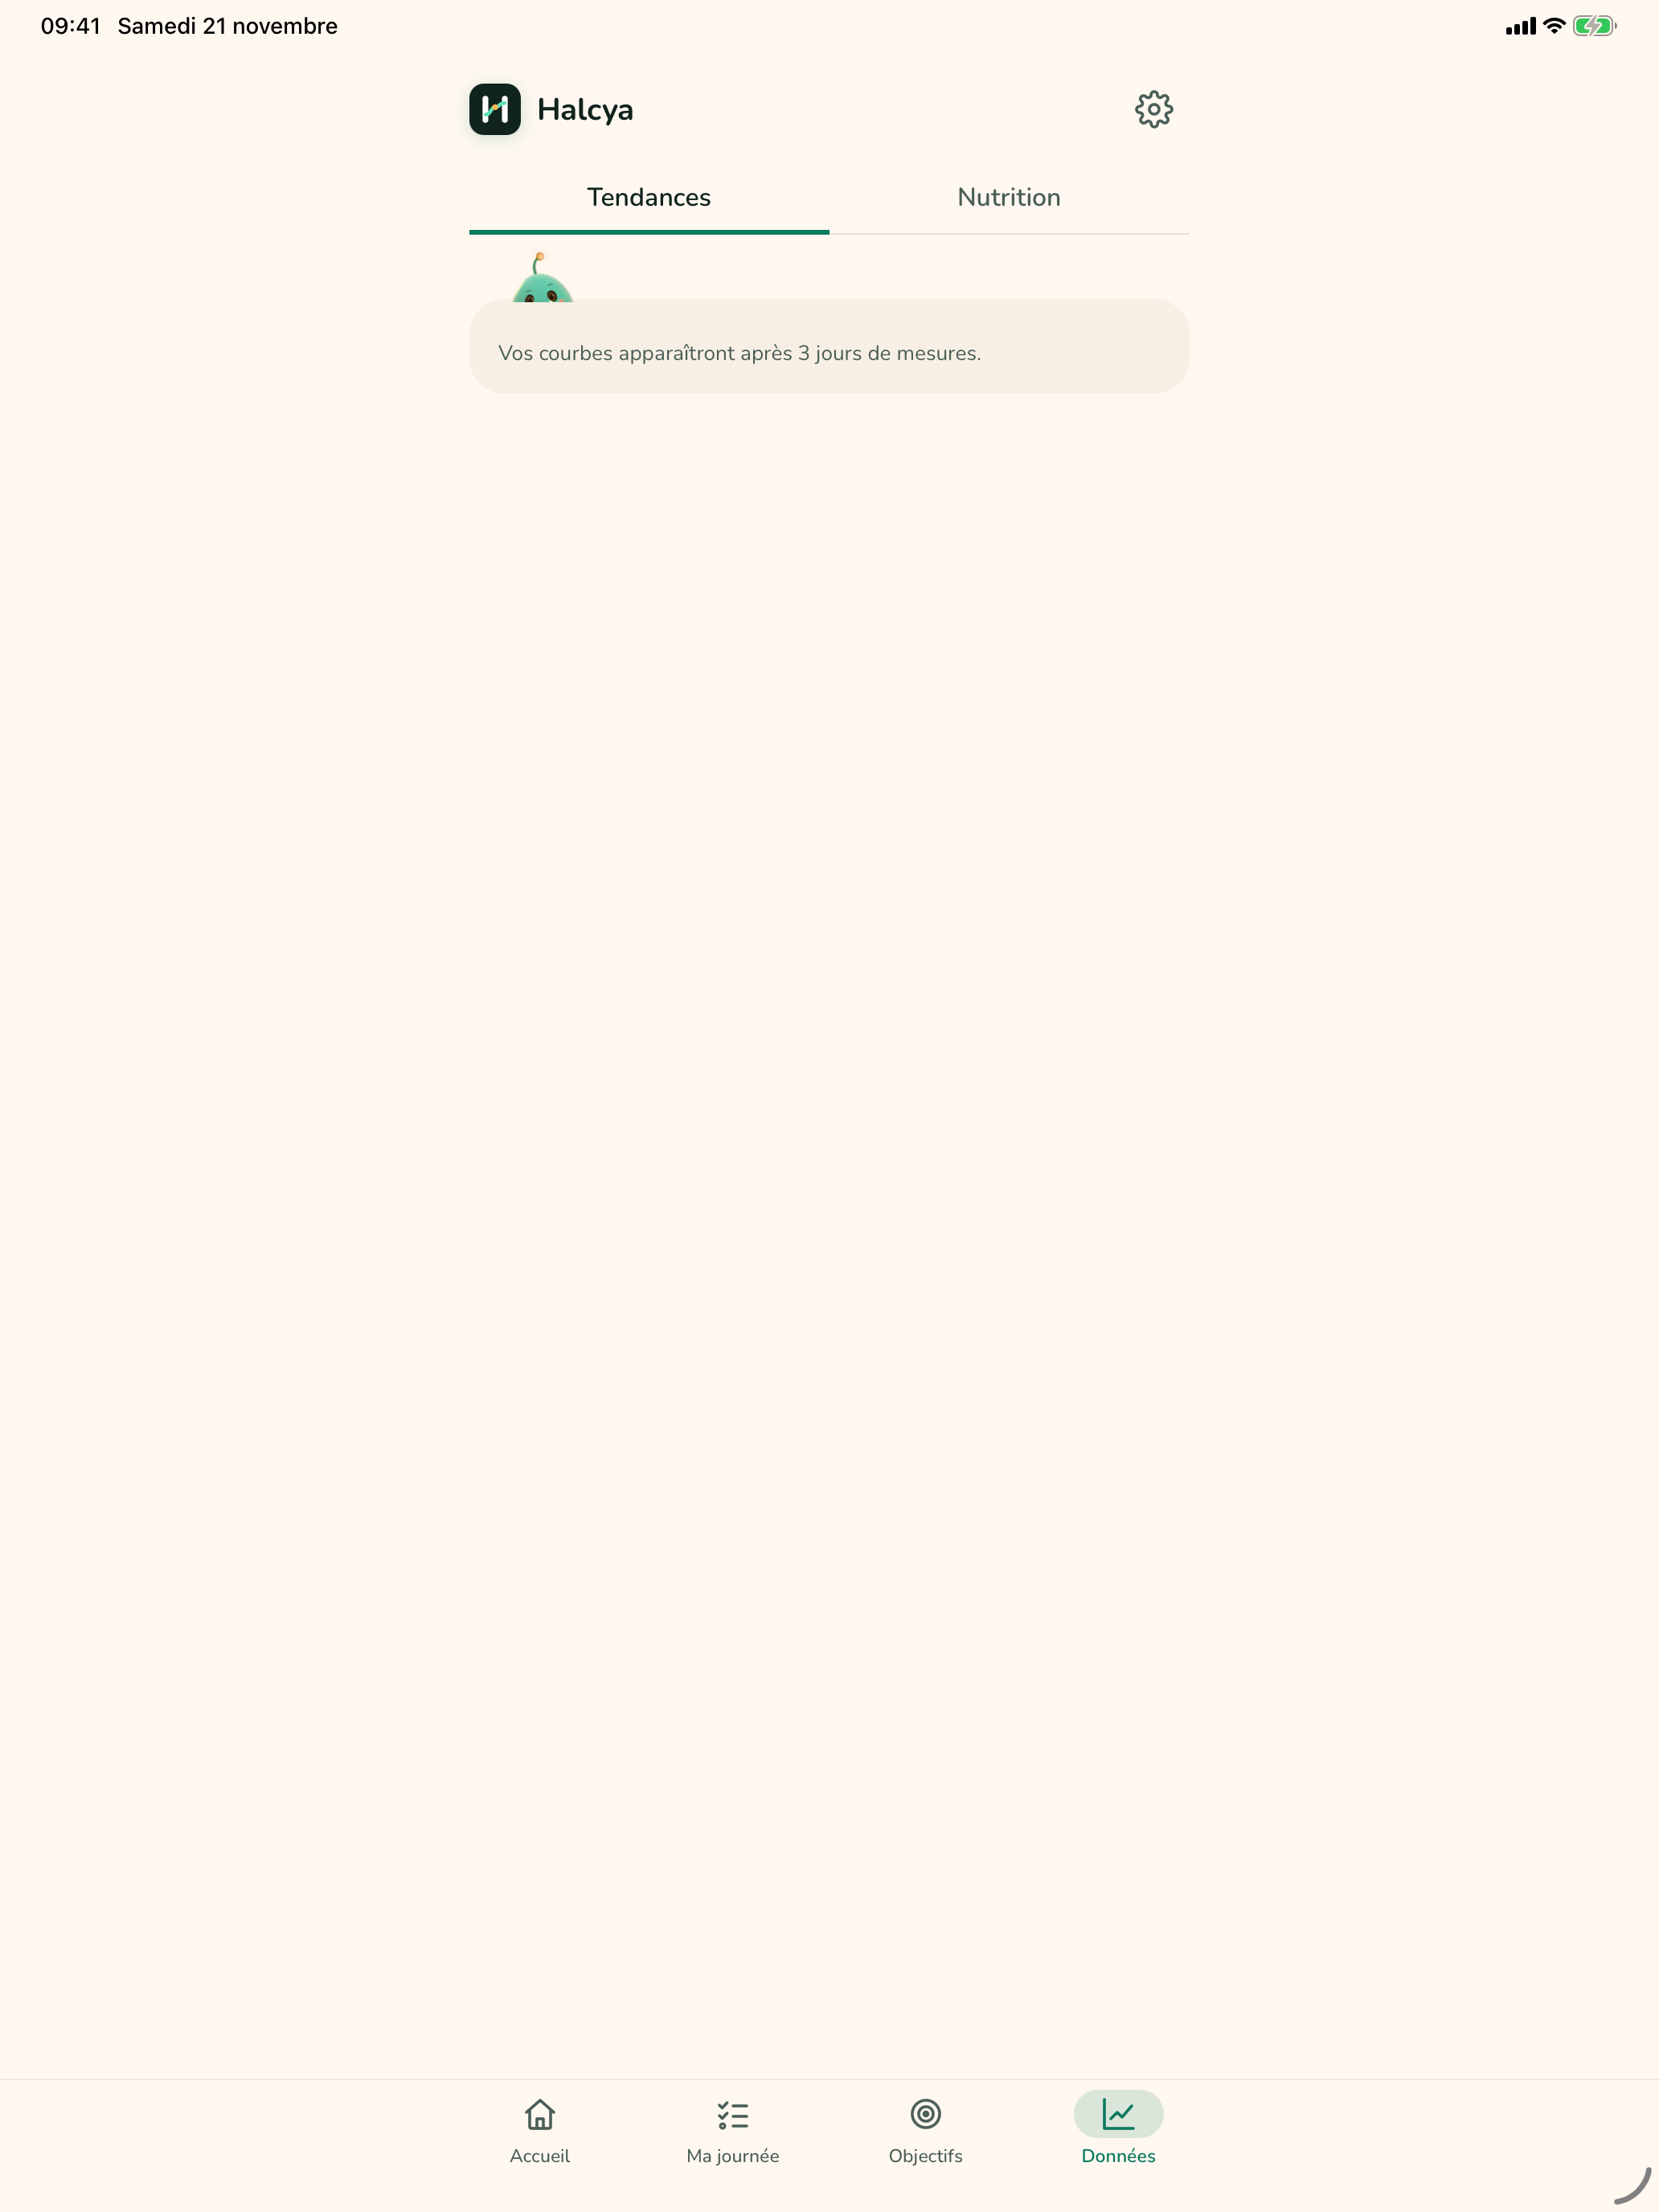 09:41 Samedi 21 novembre
Halcya
Tendances
Nutrition
Vos courbes apparaîtront après 3 jours de mesures.
Accueil
Ma journée
Objectifs
Données